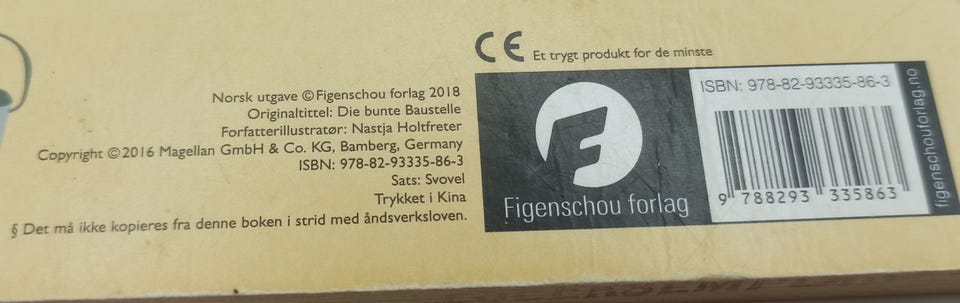 CE Et trygt produkt for de minste
Norsk utgave ©Figenschou forlag 2018
Originaltittel: Die bunte Baustelle
Forfatterillustratør: Nastja Holtfreter
Copyright ©2016 Magellan GmbH & Co. KG, Bamberg, Germany
ISBN: 978-82-93335-86-3
Sats: Svovel
Trykket i Kina
§ Det må ikke kopieres fra denne boken i strid med åndsverksloven.
F
Figenschou forlag
ISBN: 978-82-93335-86-3
9 788293 335863
figenschouforlag.no